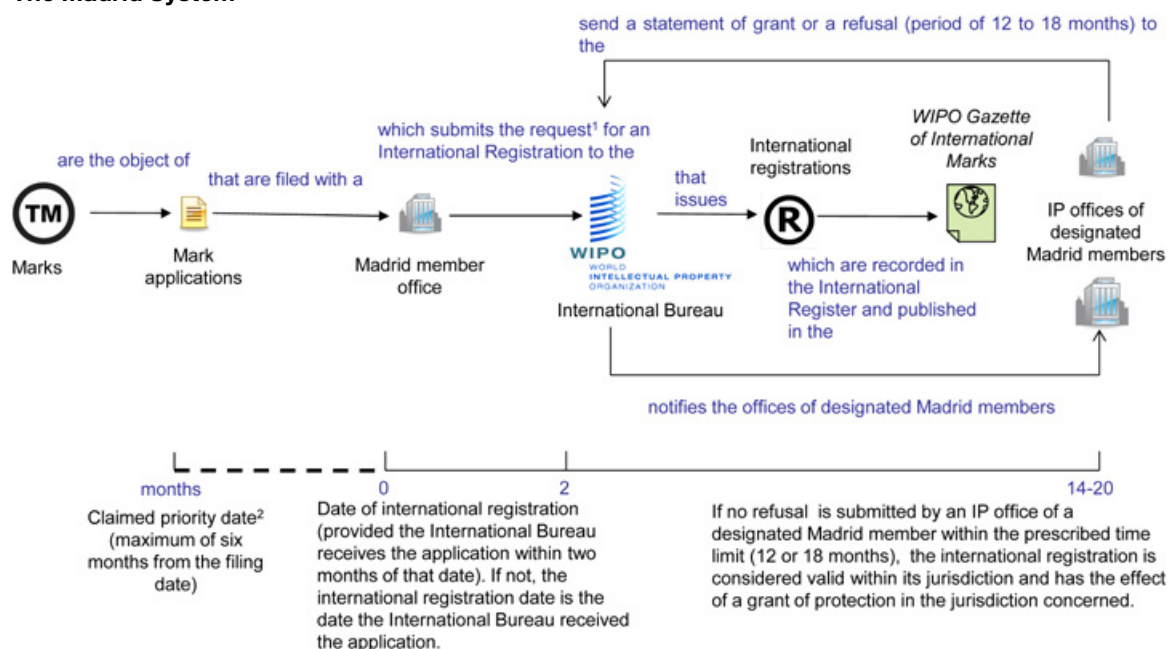 The Madrid System
send a statement of grant or a refusal (period of 12 to 18 months) to
the
which submits the request¹ for an
International Registration to the
are the object of
that are filed with a
that
issues
International
registrations
WIPO Gazette
of International
Marks
TM
Marks
Mark
applications
Madrid member
office
WIPO
WORLD
INTELLECTUAL PROPERTY
ORGANIZATION
International Bureau
R
which are recorded in
the International
Register and published
in the
IP offices of
designated
Madrid members
notifies the offices of designated Madrid members
months
0
2
14-20
Claimed priority date²
(maximum of six
months from the filing
date)
Date of international registration
(provided the International Bureau
receives the application within two
months of that date). If not, the
international registration date is the
date the International Bureau received
the application.
If no refusal is submitted by an IP office of a
designated Madrid member within the prescribed time
limit (12 or 18 months), the international registration is
considered valid within its jurisdiction and has the effect
of a grant of protection in the jurisdiction concerned.